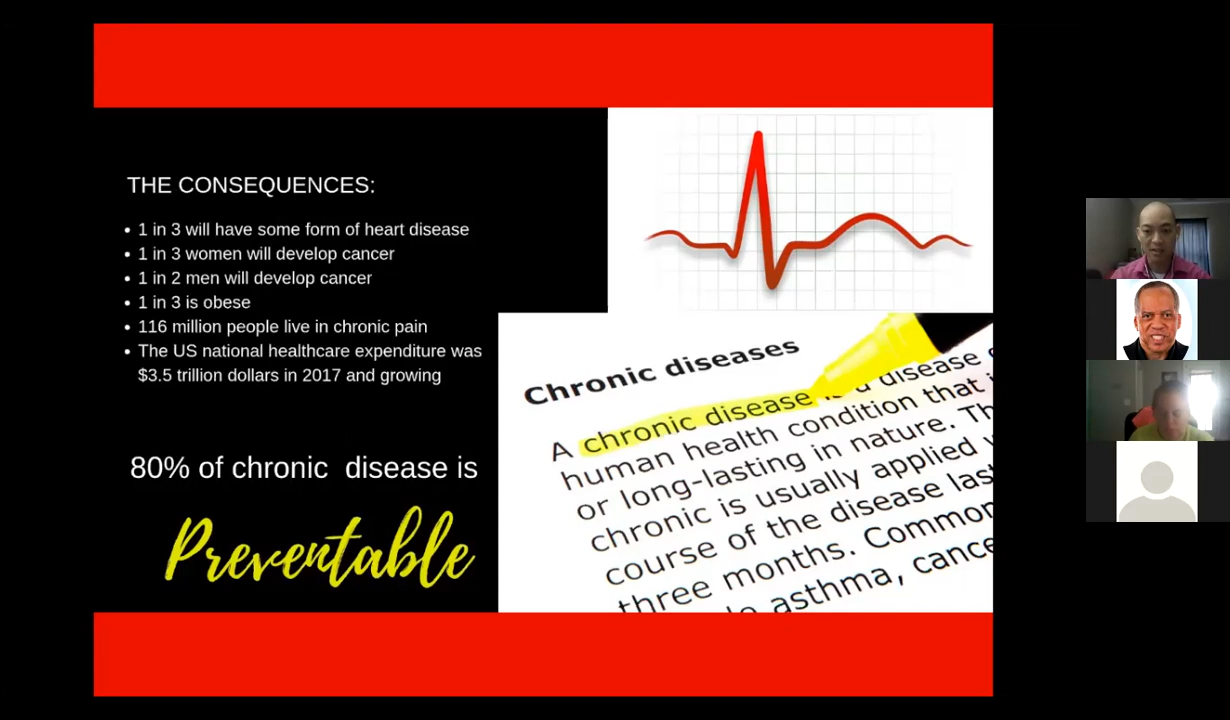 THE CONSEQUENCES:
• 1 in 3 will have some form of heart disease
• 1 in 3 women will develop cancer
• 1 in 2 men will develop cancer
• 1 in 3 is obese
• 116 million people live in chronic pain
• The US national healthcare expenditure was
$3.5 trillion dollars in 2017 and growing
80% of chronic disease is
Preventable
Chronic diseases
A chronic disease is a disease
human health condition that
or long-lasting in nature.
chronic is usually applied
course of the disease
three months.
asthma,